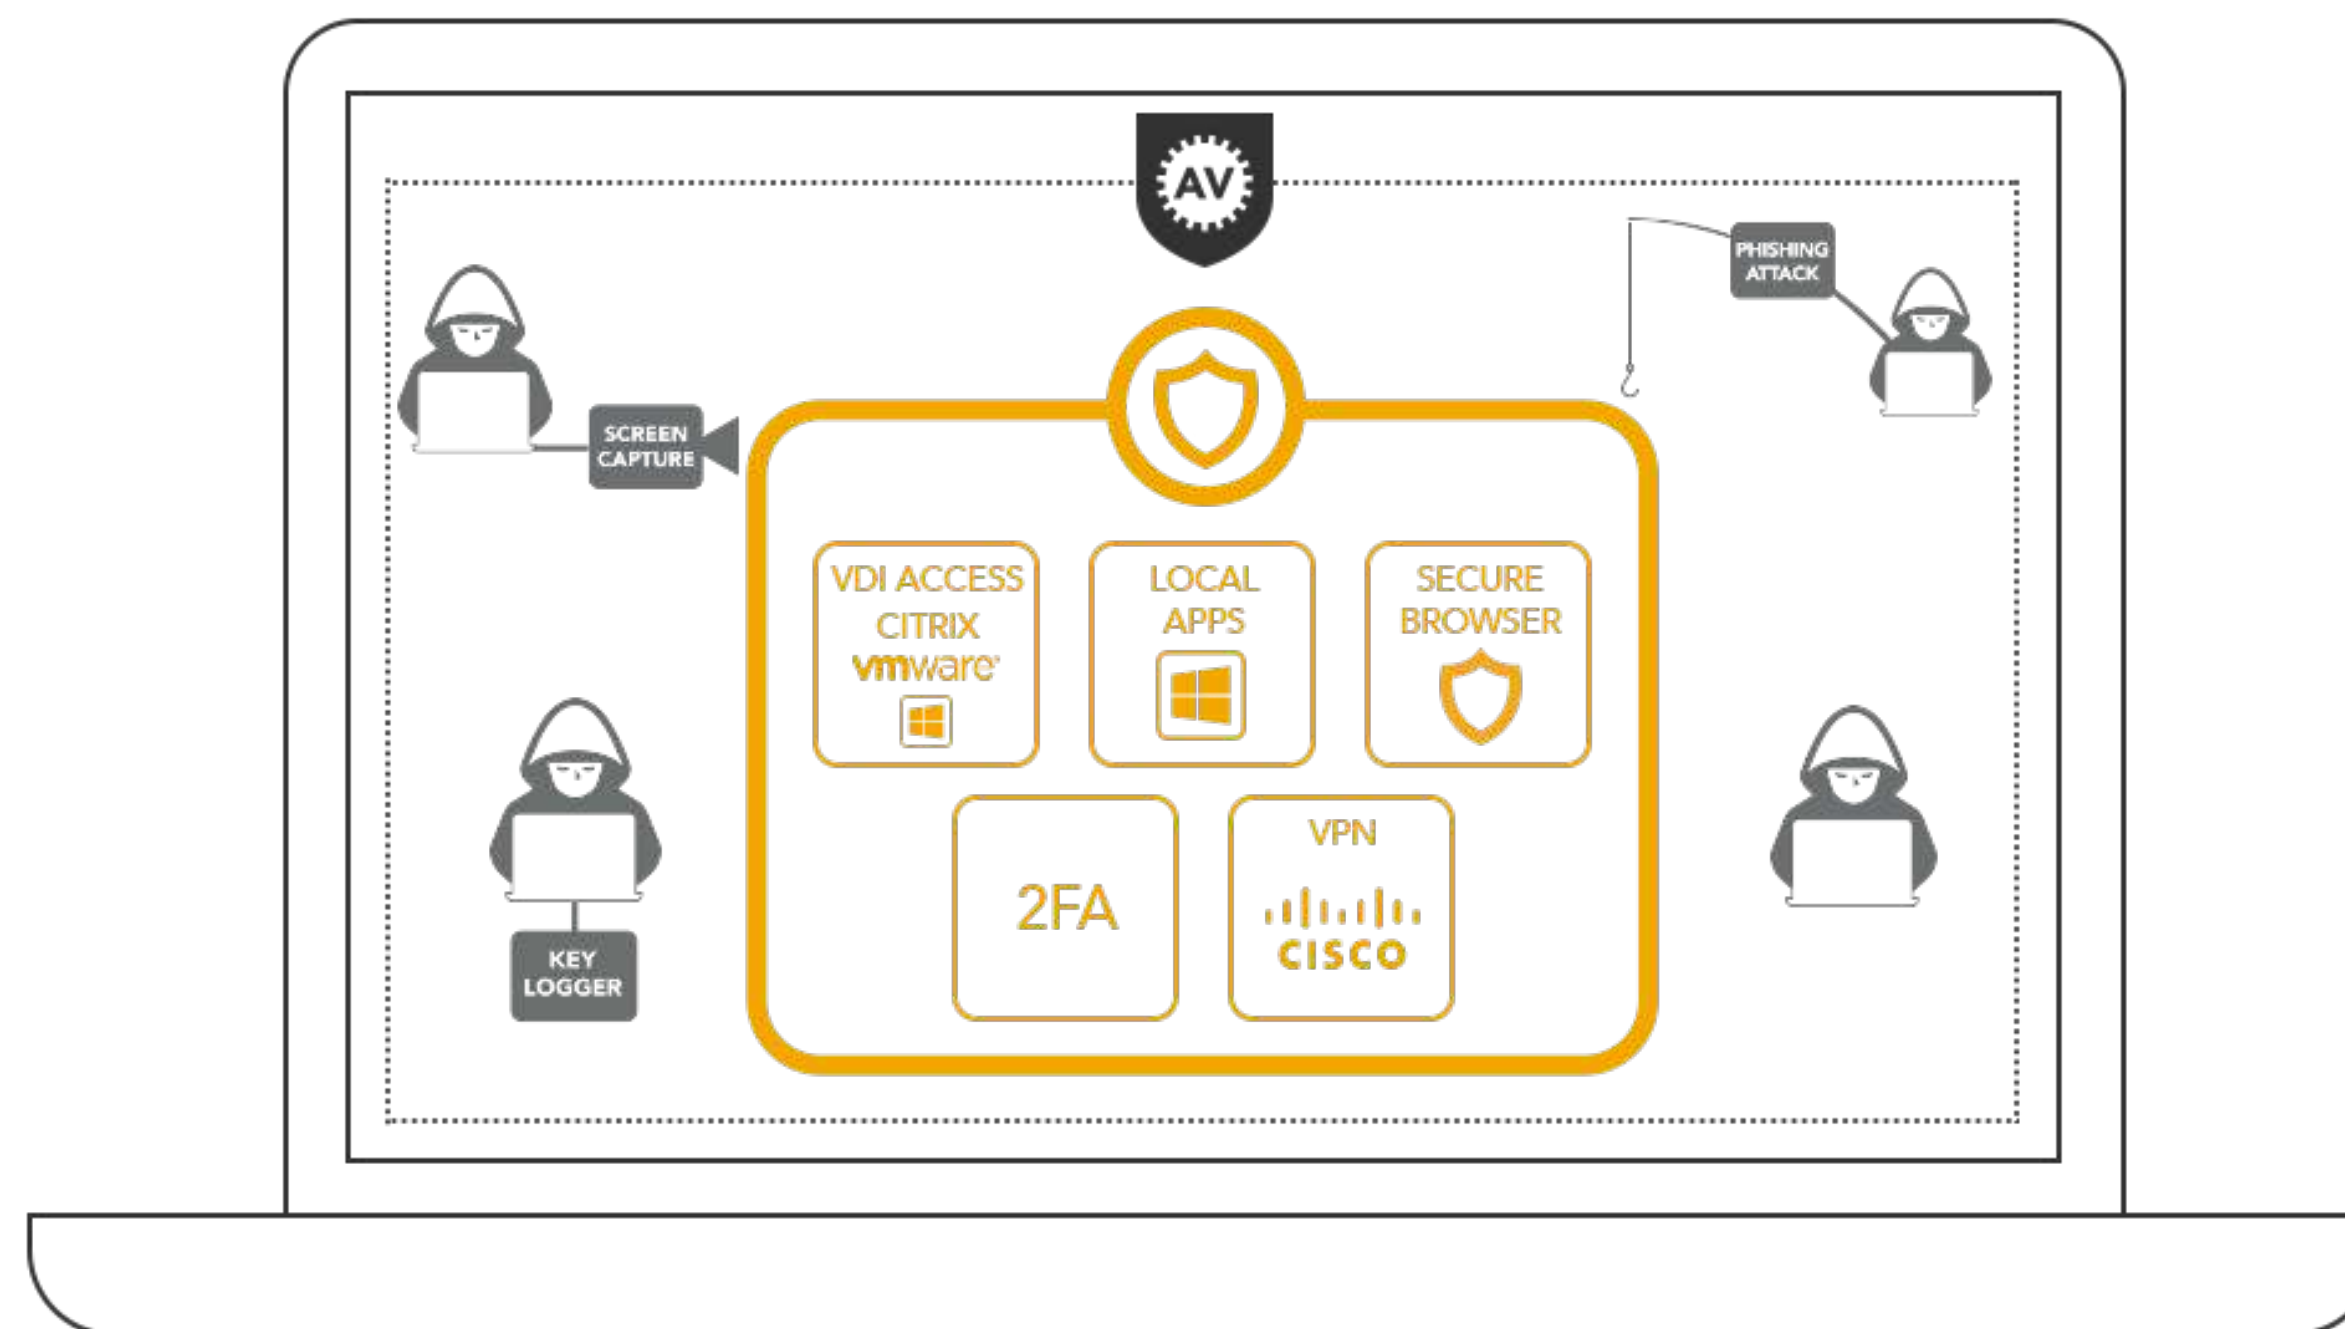 AV
PHISHING
ATTACK
SCREEN
CAPTURE
VDI ACCESS
CITRIX
vmware
LOCAL
APPS
SECURE
BROWSER
2FA
VPN
CISCO
KEY
LOGGER